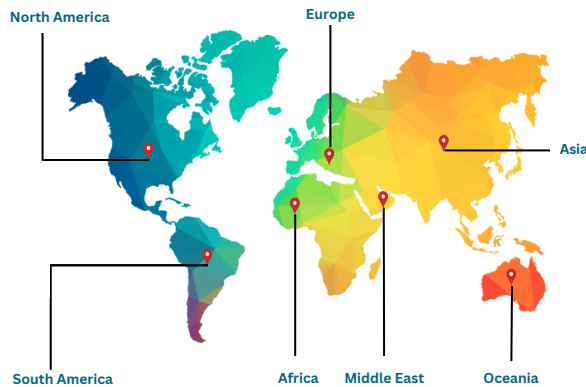 North America
Europe
Asia
South America
Africa
Middle East
Oceania